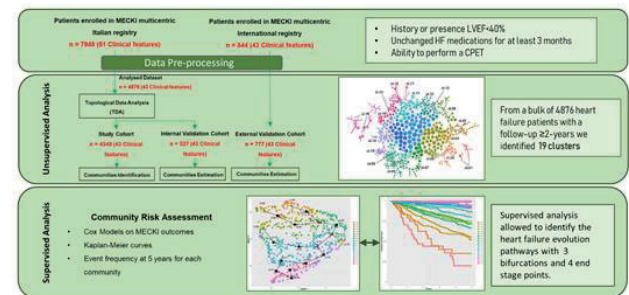 Patients enrolled in MECKI multicentric
Italian registry
n = 7948 (81 Clinical features)
Patients enrolled in MECKI multicentric
International registry
n = 844 (43 Clinical features)
• History or presence LVEF<40%
• Unchanged HF medications for at least 3 months
• Ability to perform a CPET
Data Pre-processing
Unsupervised Analysis
Analysed Dataset
n = 4876 (43 Clinical features)
Topological Data Analysis
(TDA)
Study Cohort
n = 4349 (43 Clinical
features)
Communities Identification
Internal Validation Cohort
n = 527 (43 Clinical
features)
Communities Estimation
External Validation Cohort
n = 777 (43 Clinical
features)
Communities Estimation
From a bulk of 4876 heart
failure patients with a
follow-up ≥2-years we
identified 19 clusters
Supervised Analysis
Community Risk Assessment
• Cox Models on MECKI outcomes
• Kaplan-Meier curves
• Event frequency at 5 years for each
community
Supervised analysis
allowed to identify the
heart failure evolution
pathways with 3
bifurcations and 4 end
stage points.